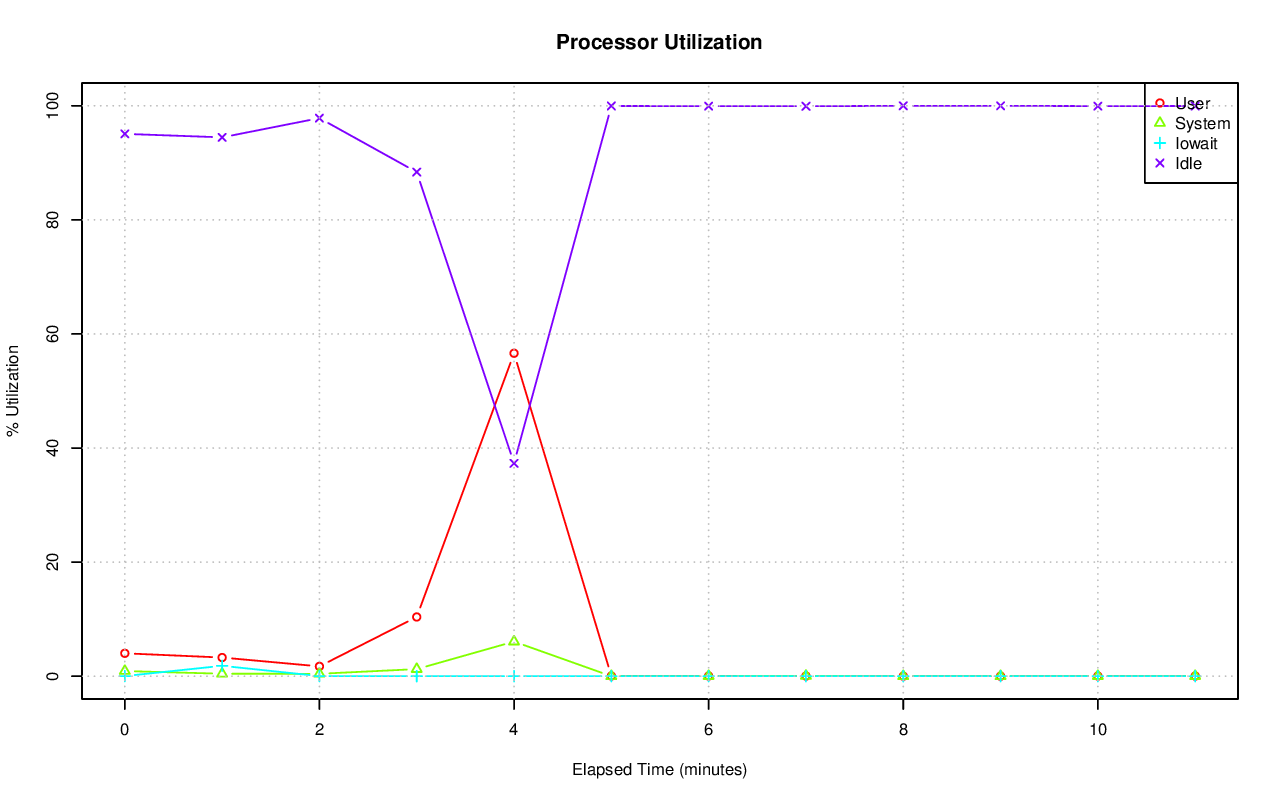 Processor Utilization
% Utilization
100
80
60
40
20
0
User
System
Iowait
Idle
0 2 4 6 8 10
Elapsed Time (minutes)